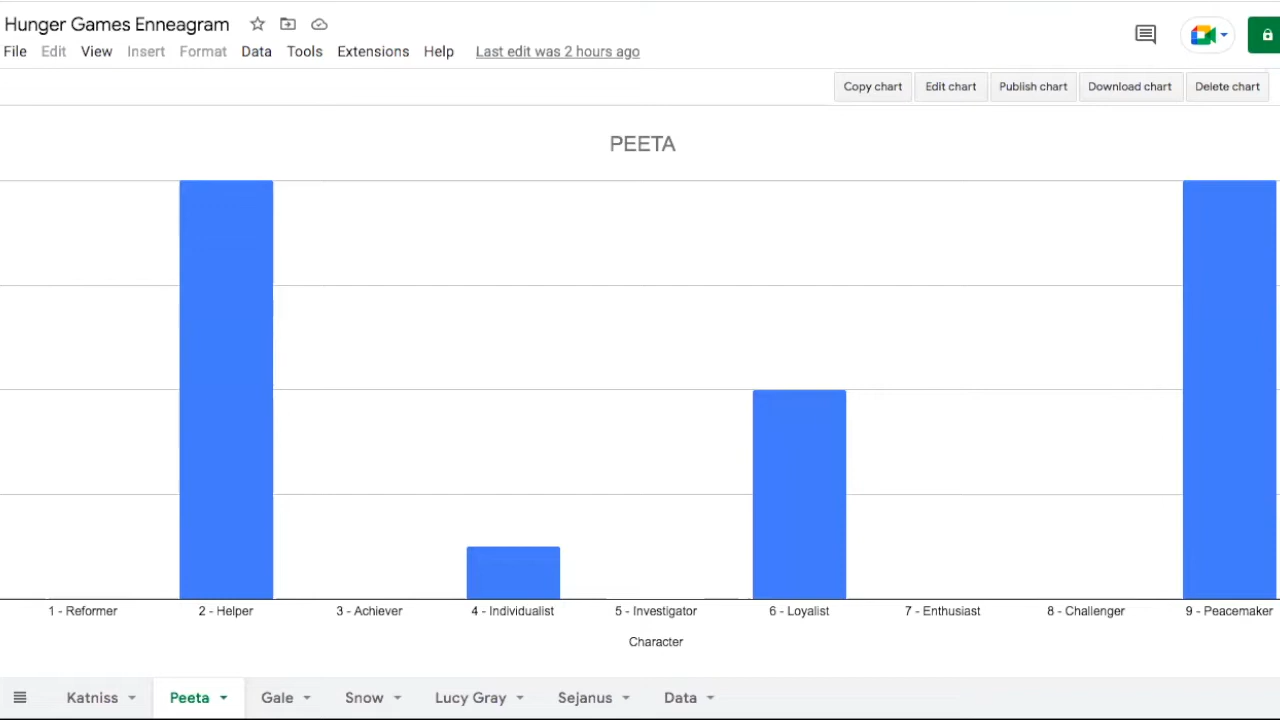 Hunger Games Enneagram
File Edit View Insert Format Data Tools Extensions Help Last edit was 2 hours ago
Copy chart Edit chart Publish chart Download chart Delete chart
PEETA
1 - Reformer 2 - Helper 3 - Achiever 4 - Individualist 5 - Investigator 6 - Loyalist 7 - Enthusiast 8 - Challenger 9 - Peacemaker
Character
Katniss Peeta Gale Snow Lucy Gray Sejanus Data